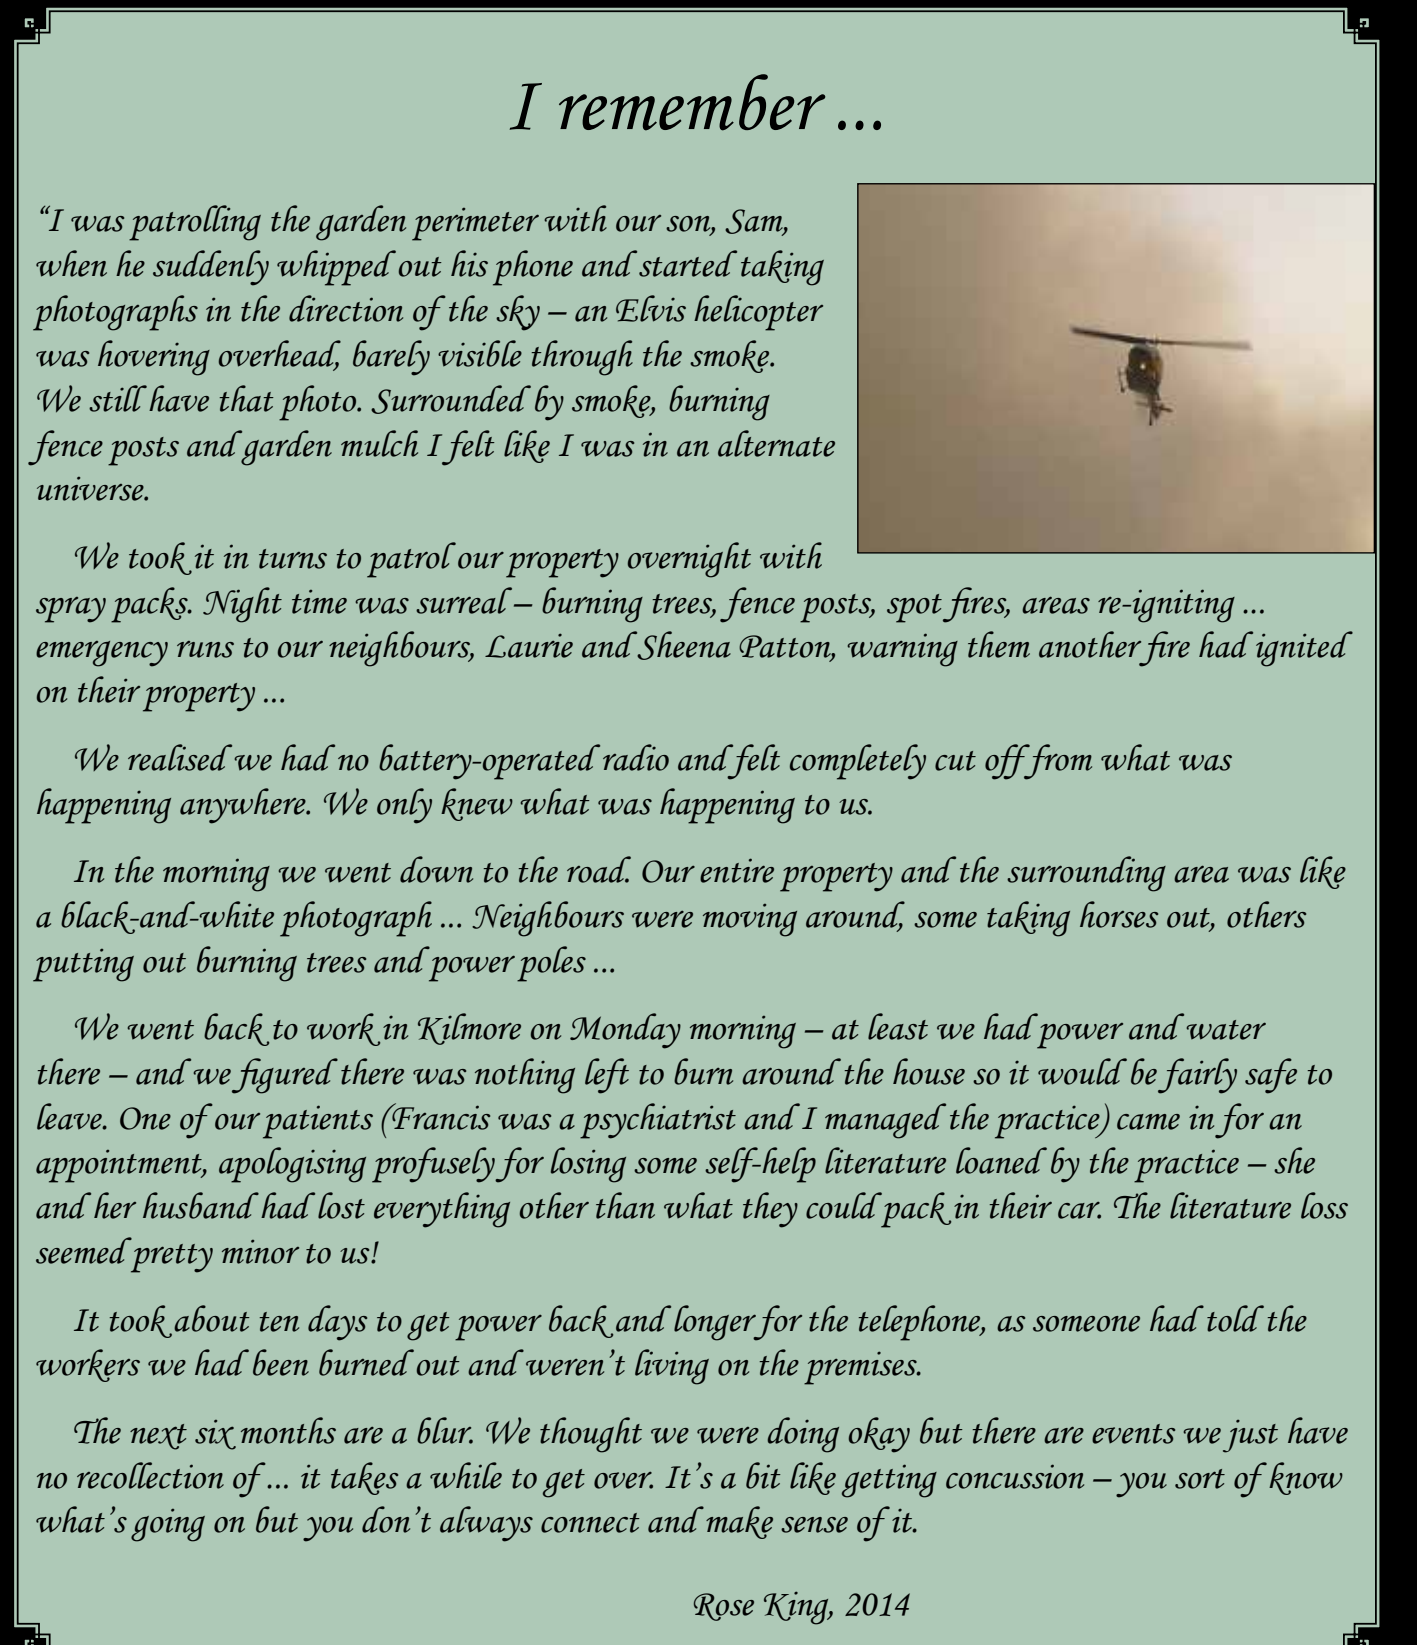 I remember ...
“I was patrolling the garden perimeter with our son, Sam,
when he suddenly whipped out his phone and started taking
photographs in the direction of the sky – an Elvis helicopter
was hovering overhead, barely visible through the smoke.
We still have that photo. Surrounded by smoke, burning
fence posts and garden mulch I felt like I was in an alternate
universe.
We took it in turns to patrol our property overnight with
spray packs. Night time was surreal – burning trees, fence posts, spot fires, areas re-igniting ...
emergency runs to our neighbours, Laurie and Sheena Patton, warning them another fire had ignited
on their property ...
We realised we had no battery-operated radio and felt completely cut off from what was
happening anywhere. We only knew what was happening to us.
In the morning we went down to the road. Our entire property and the surrounding area was like
a black-and-white photograph ... Neighbours were moving around, some taking horses out, others
putting out burning trees and power poles ...
We went back to work in Kilmore on Monday morning – at least we had power and water
there – and we figured there was nothing left to burn around the house so it would be fairly safe to
leave. One of our patients (Francis was a psychiatrist and I managed the practice) came in for an
appointment, apologising profusely for losing some self-help literature loaned by the practice – she
and her husband had lost everything other than what they could pack in their car. The literature loss
seemed pretty minor to us!
It took about ten days to get power back and longer for the telephone, as someone had told the
workers we had been burned out and weren’t living on the premises.
The next six months are a blur. We thought we were doing okay but there are events we just have
no recollection of ... it takes a while to get over. It’s a bit like getting concussion – you sort of know
what’s going on but you don’t always connect and make sense of it.
Rose King, 2014